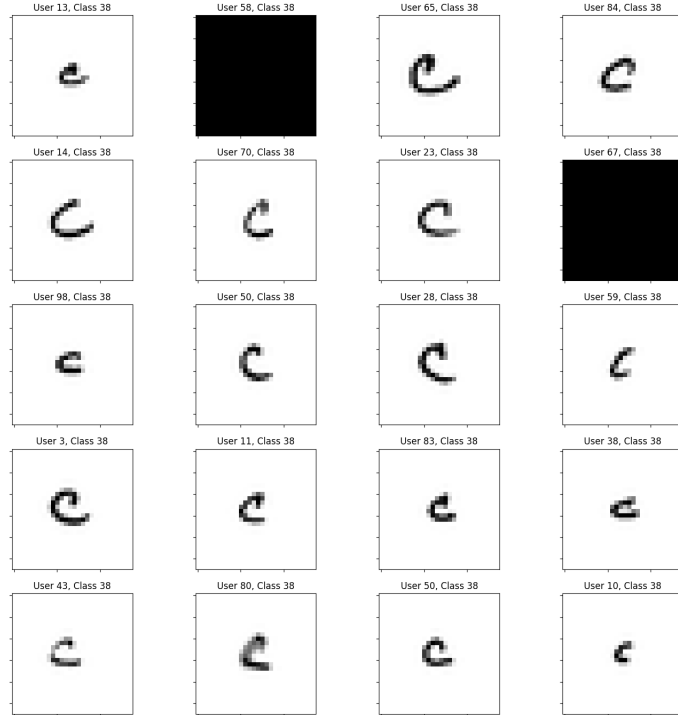 User 13, Class 38 User 58, Class 38 User 65, Class 38 User 84, Class 38
c c c
User 14, Class 38 User 70, Class 38 User 23, Class 38 User 67, Class 38
c c c
User 98, Class 38 User 50, Class 38 User 28, Class 38 User 59, Class 38
c c c c
User 3, Class 38 User 11, Class 38 User 83, Class 38 User 38, Class 38
c c c c
User 43, Class 38 User 80, Class 38 User 50, Class 38 User 10, Class 38
c c c c